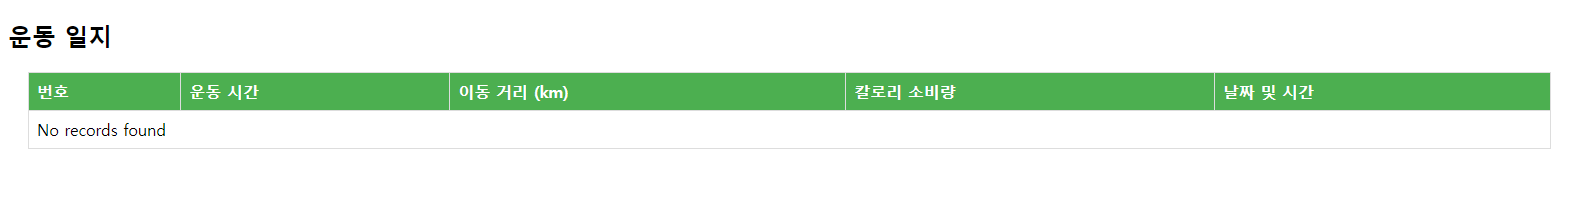 운동 일지
번호 운동 시간 이동 거리 (km) 칼로리 소비량 날짜 및 시간
No records found